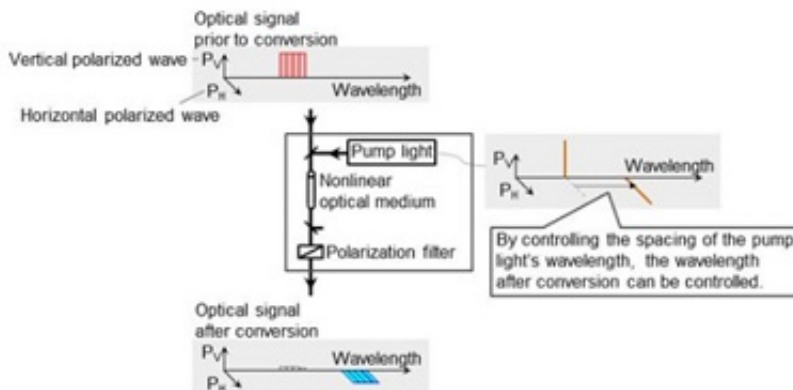 Optical signal
prior to conversion
Vertical polarized wave
PV
PH
Wavelength
Horizontal polarized wave
Pump light
Nonlinear
optical medium
Polarization filter
PV
PH
Wavelength
By controlling the spacing of the pump
light's wavelength, the wavelength
after conversion can be controlled.
Optical signal
after conversion
PV
PH
Wavelength